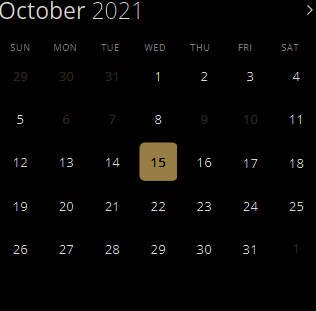 October 2021 >
SUN MON TUE WED THU FRI SAT
29 30 31 1 2 3 4
5 6 7 8 9 10 11
12 13 14 15 16 17 18
19 20 21 22 23 24 25
26 27 28 29 30 31 1